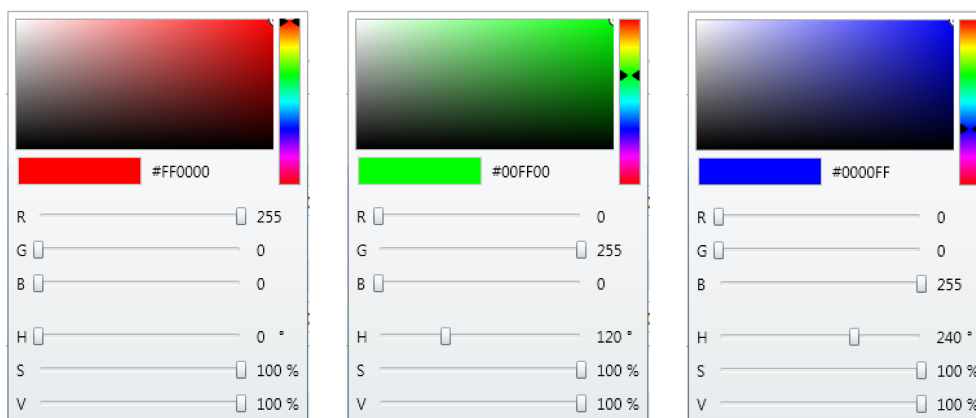 #FF0000
R 255
G 0
B 0
H 0 °
S 100 %
V 100 %
#00FF00
R 0
G 255
B 0
H 120 °
S 100 %
V 100 %
#0000FF
R 0
G 0
B 255
H 240 °
S 100 %
V 100 %